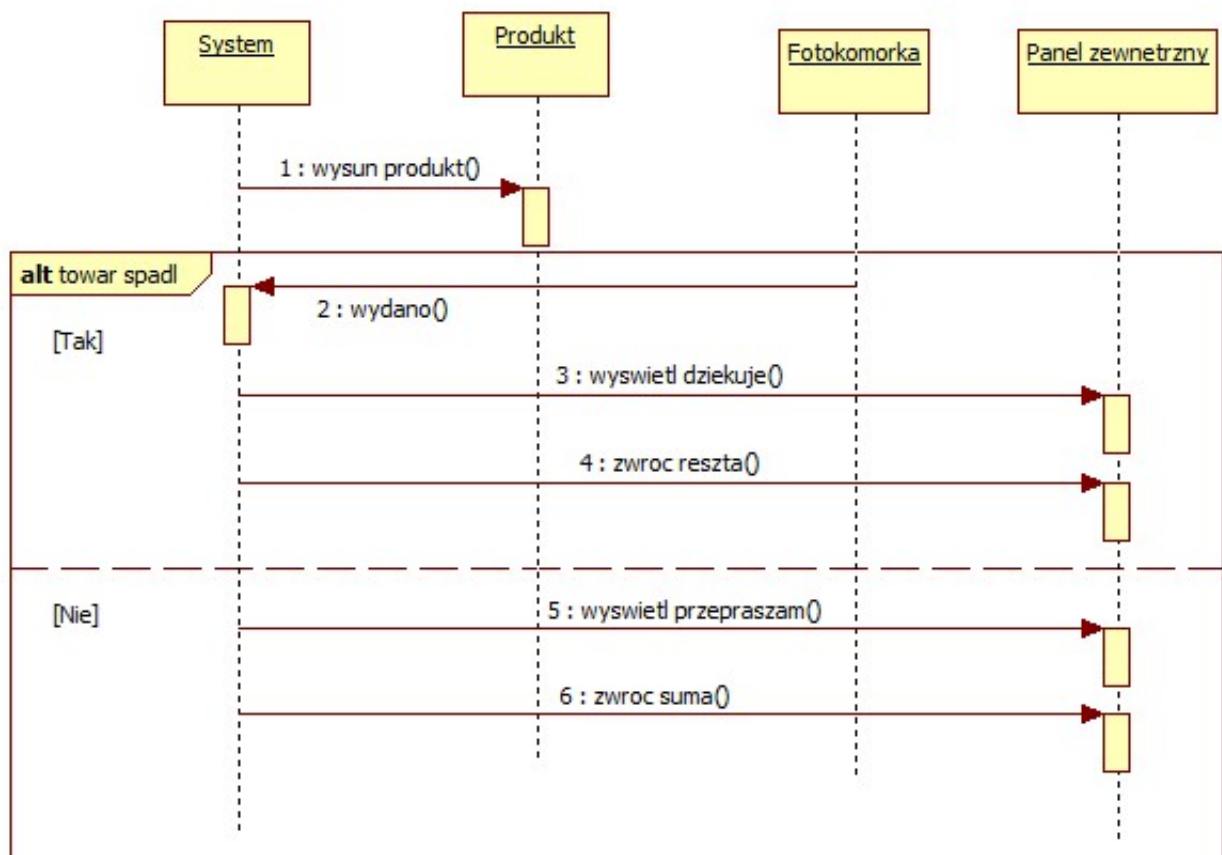 System
Produkt
Fotokomorka
Panel zewnetrzny
1 : wysun produkt()
alt towar spadl
2 : wydano()
[Tak]
3 : wyswietl dziekuje()
4 : zwroc reszta()
[Nie]
5 : wyswietl przepraszam()
6 : zwroc suma()